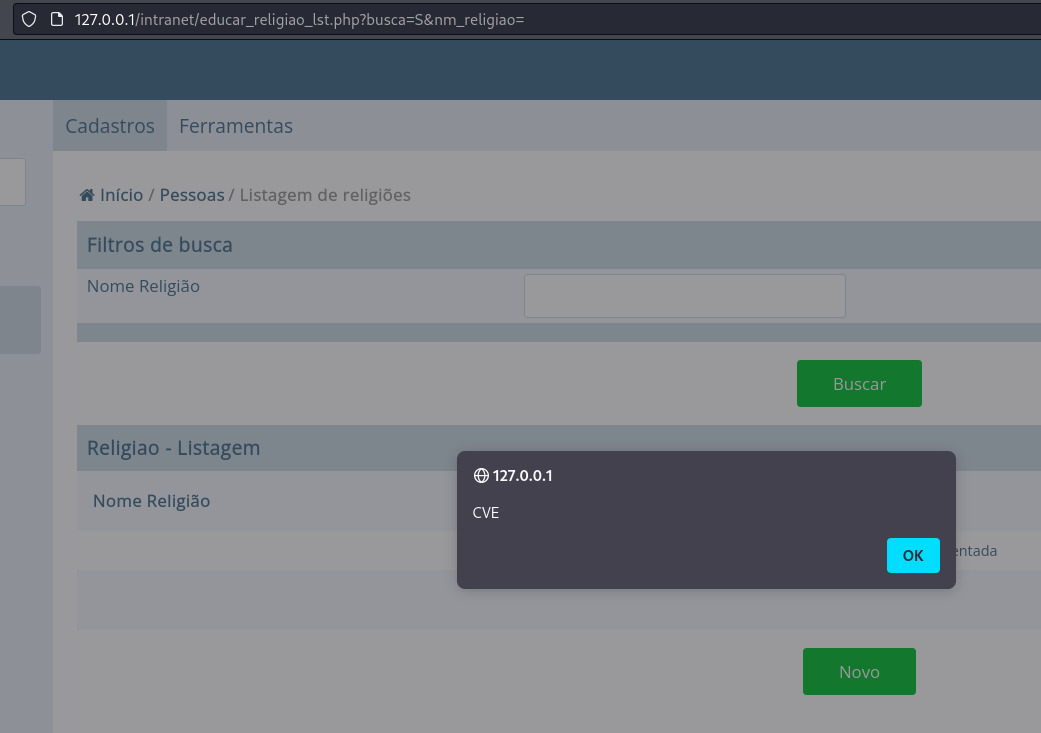 127.0.0.1/intranet/educar_religiao_lst.php?busca=S&nm_religiao=
Cadastros Ferramentas
Início / Pessoas / Listagem de religiões
Filtros de busca
Nome Religião
Buscar
Religiao - Listagem
127.0.0.1
Nome Religião
CVE
OK
entada
Novo